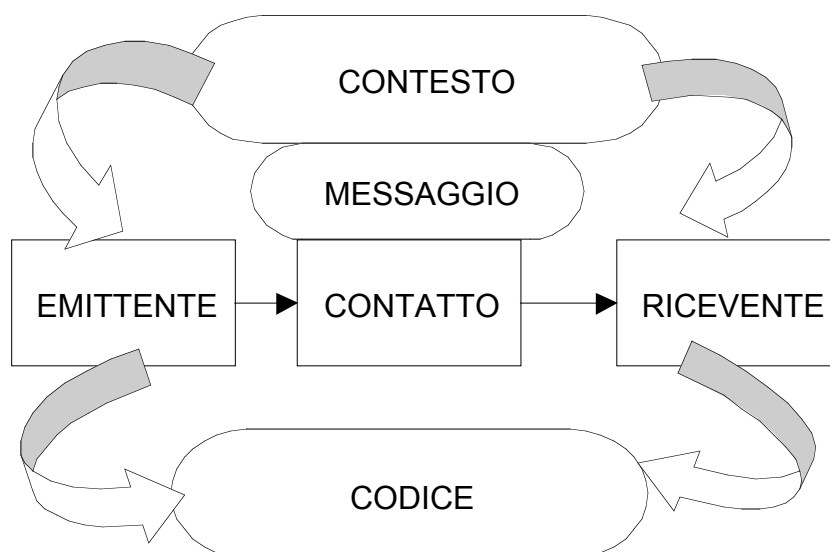 CONTESTO
MESSAGGIO
EMITTENTE
CONTATTO
RICEVENTE
CODICE